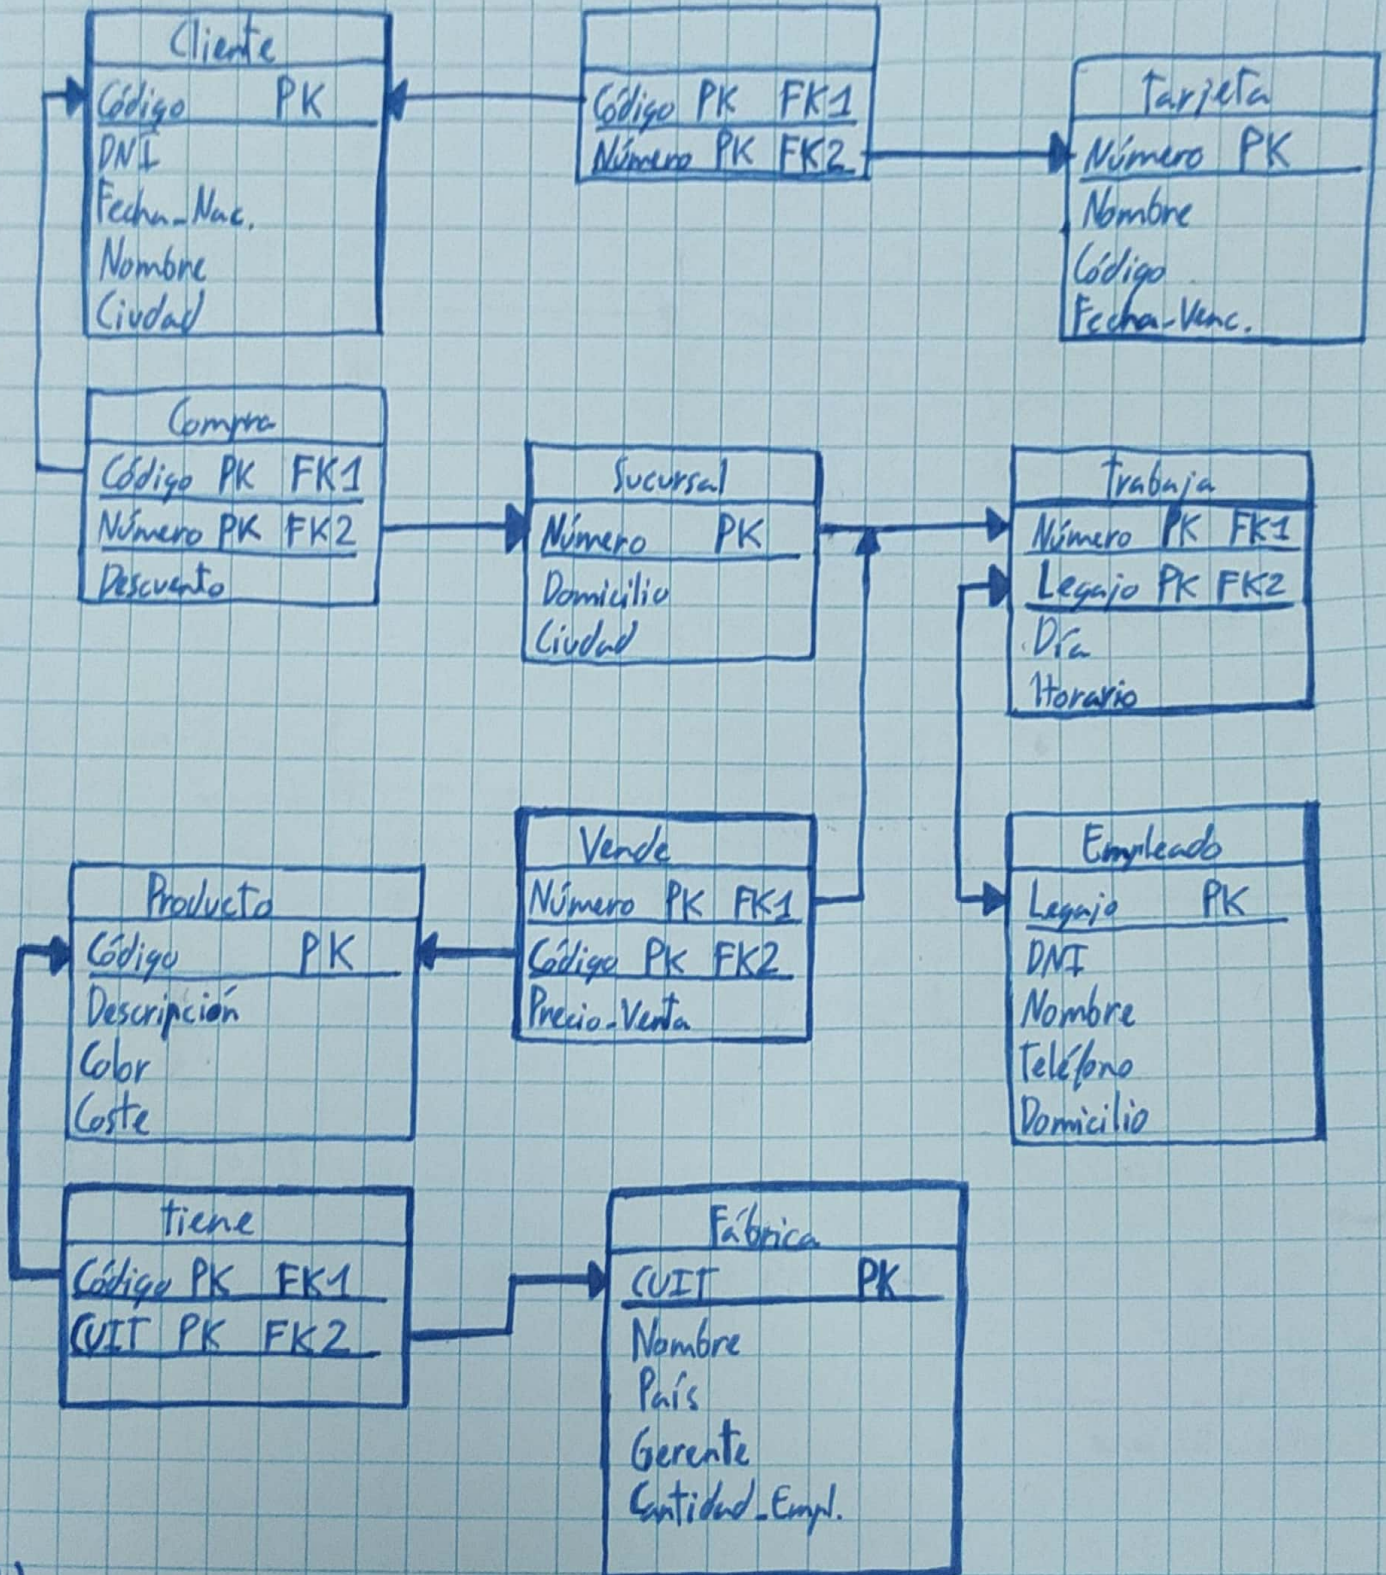 Cliente
Código PK
DNI
Fecha_Nac.
Nombre
Ciudad
Código PK FK1
Número PK FK2
Tarjeta
Número PK
Nombre
Código
Fecha-Venc.
Compra
Código PK FK1
Número PK FK2
Descuento
Sucursal
Número PK
Domicilio
Ciudad
Trabaja
Número PK FK1
Legajo PK FK2
Día
Horario
Producto
Código PK
Descripción
Color
Coste
Vende
Número PK FK1
Código PK FK2
Precio_Venta
Empleado
Legajo PK
DNI
Nombre
Teléfono
Domicilio
Tiene
Código PK FK1
CUIT PK FK2
Fábrica
CUIT PK
Nombre
País
Gerente
Cantidad_Empl.